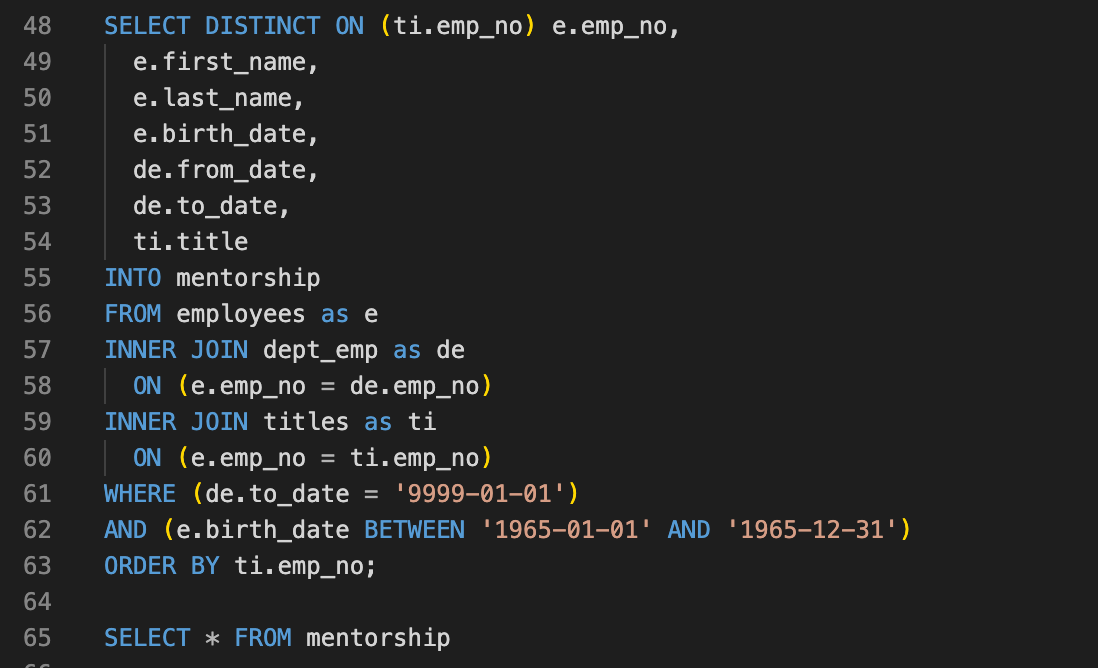 48 SELECT DISTINCT ON (ti.emp_no) e.emp_no,
49 e.first_name,
50 e.last_name,
51 e.birth_date,
52 de.from_date,
53 de.to_date,
54 ti.title
55 INTO mentorship
56 FROM employees as e
57 INNER JOIN dept_emp as de
58 ON (e.emp_no = de.emp_no)
59 INNER JOIN titles as ti
60 ON (e.emp_no = ti.emp_no)
61 WHERE (de.to_date = '9999-01-01')
62 AND (e.birth_date BETWEEN '1965-01-01' AND '1965-12-31')
63 ORDER BY ti.emp_no;
64
65 SELECT * FROM mentorship